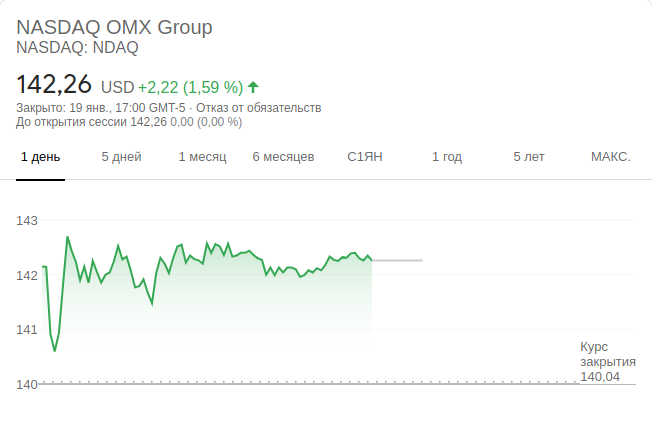 NASDAQ OMX Group
NASDAQ: NDAQ
142,26 USD +2,22 (1,59 %)
Закрыто: 19 янв., 17:00 GMT-5 · Отказ от обязательств
До открытия сессии 142,26 0,00 (0,00 %)
1 день 5 дней 1 месяц 6 месяцев С1ЯН 1 год 5 лет МАКС.
143
142
141
Курс
закрытия
140,04
140